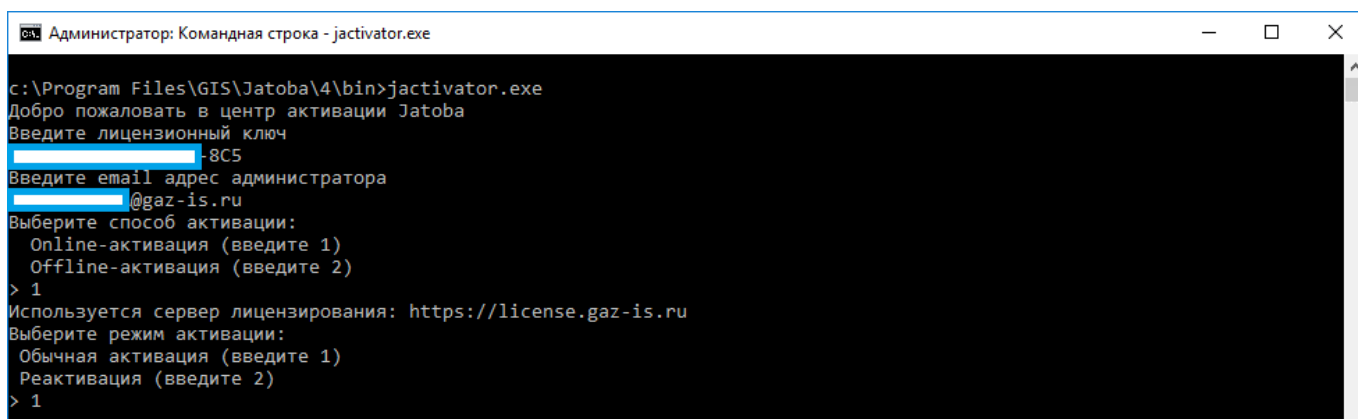 Администратор: Командная строка - jactivator.exe
c:\Program Files\GIS\Jatoba\4\bin>jactivator.exe
Добро пожаловать в центр активации Jatoba
Введите лицензионный ключ
-8C5
Введите email адрес администратора
@gaz-is.ru
Выберите способ активации:
Online-активация (введите 1)
Offline-активация (введите 2)
> 1
Используется сервер лицензирования: https://license.gaz-is.ru
Выберите режим активации:
Обычная активация (введите 1)
Реактивация (введите 2)
> 1